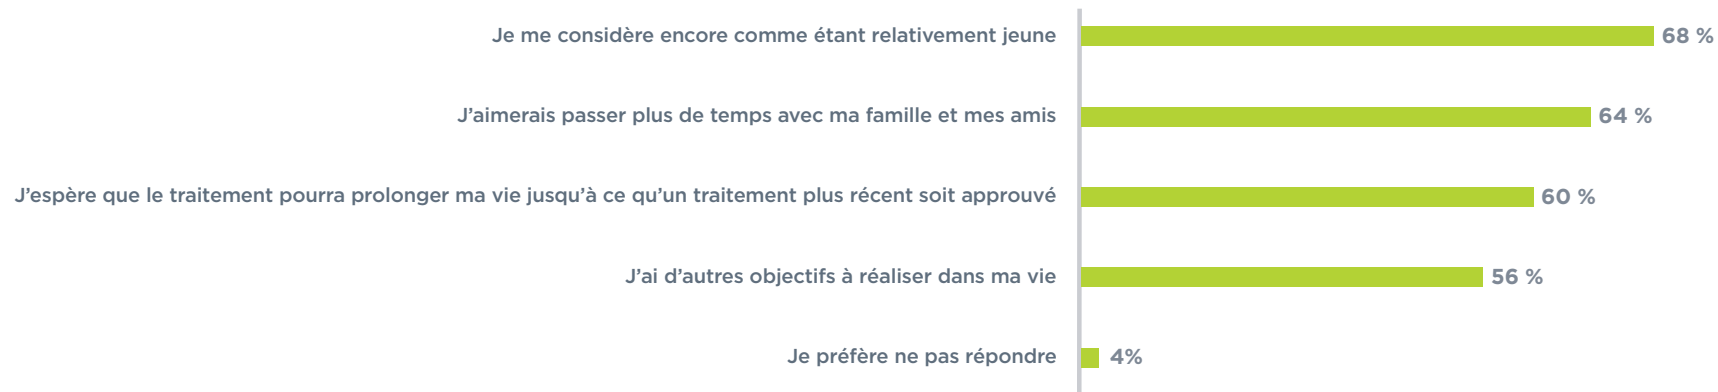 Je me considère encore comme étant relativement jeune 68 %
J’aimerais passer plus de temps avec ma famille et mes amis 64 %
J’espère que le traitement pourra prolonger ma vie jusqu’à ce qu’un traitement plus récent soit approuvé 60 %
J’ai d’autres objectifs à réaliser dans ma vie 56 %
Je préfère ne pas répondre 4%